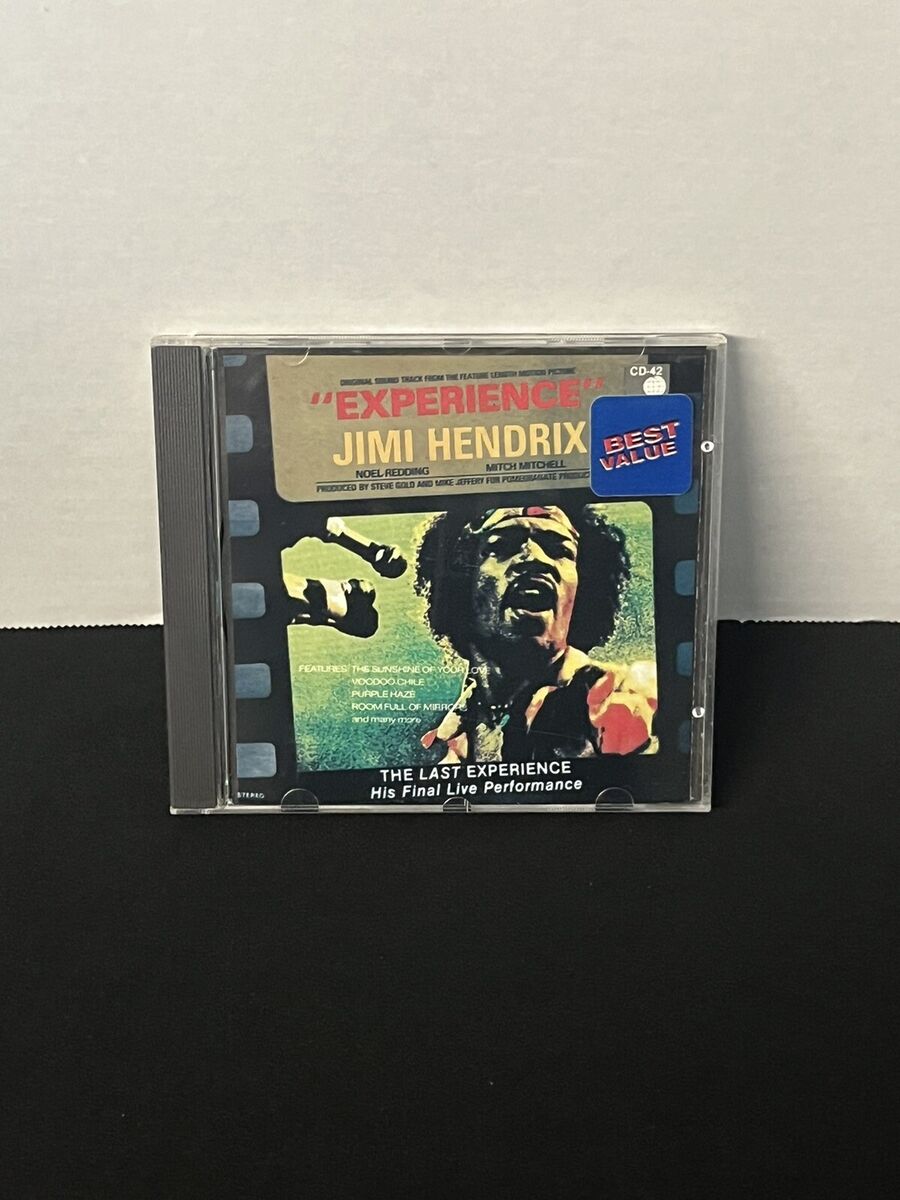 ORIGINAL SOUND TRACK FROM THE FEATURE LENGTH MOTION PICTURE
CD-42
"EXPERIENCE"
JIMI HENDRIX
BEST
VALUE
NOEL REDDING MITCH MITCHELL
PRODUCED BY STEVE GOLD AND MIKE JEFFERY FOR POMEGRANATE
FEATURES THE SUNSHINE OF YOUR LOVE
VOODOO CHILE
PURPLE HAZE
ROOM FULL OF MIRRORS
and many more
THE LAST EXPERIENCE
His Final Live Performance
STEREO